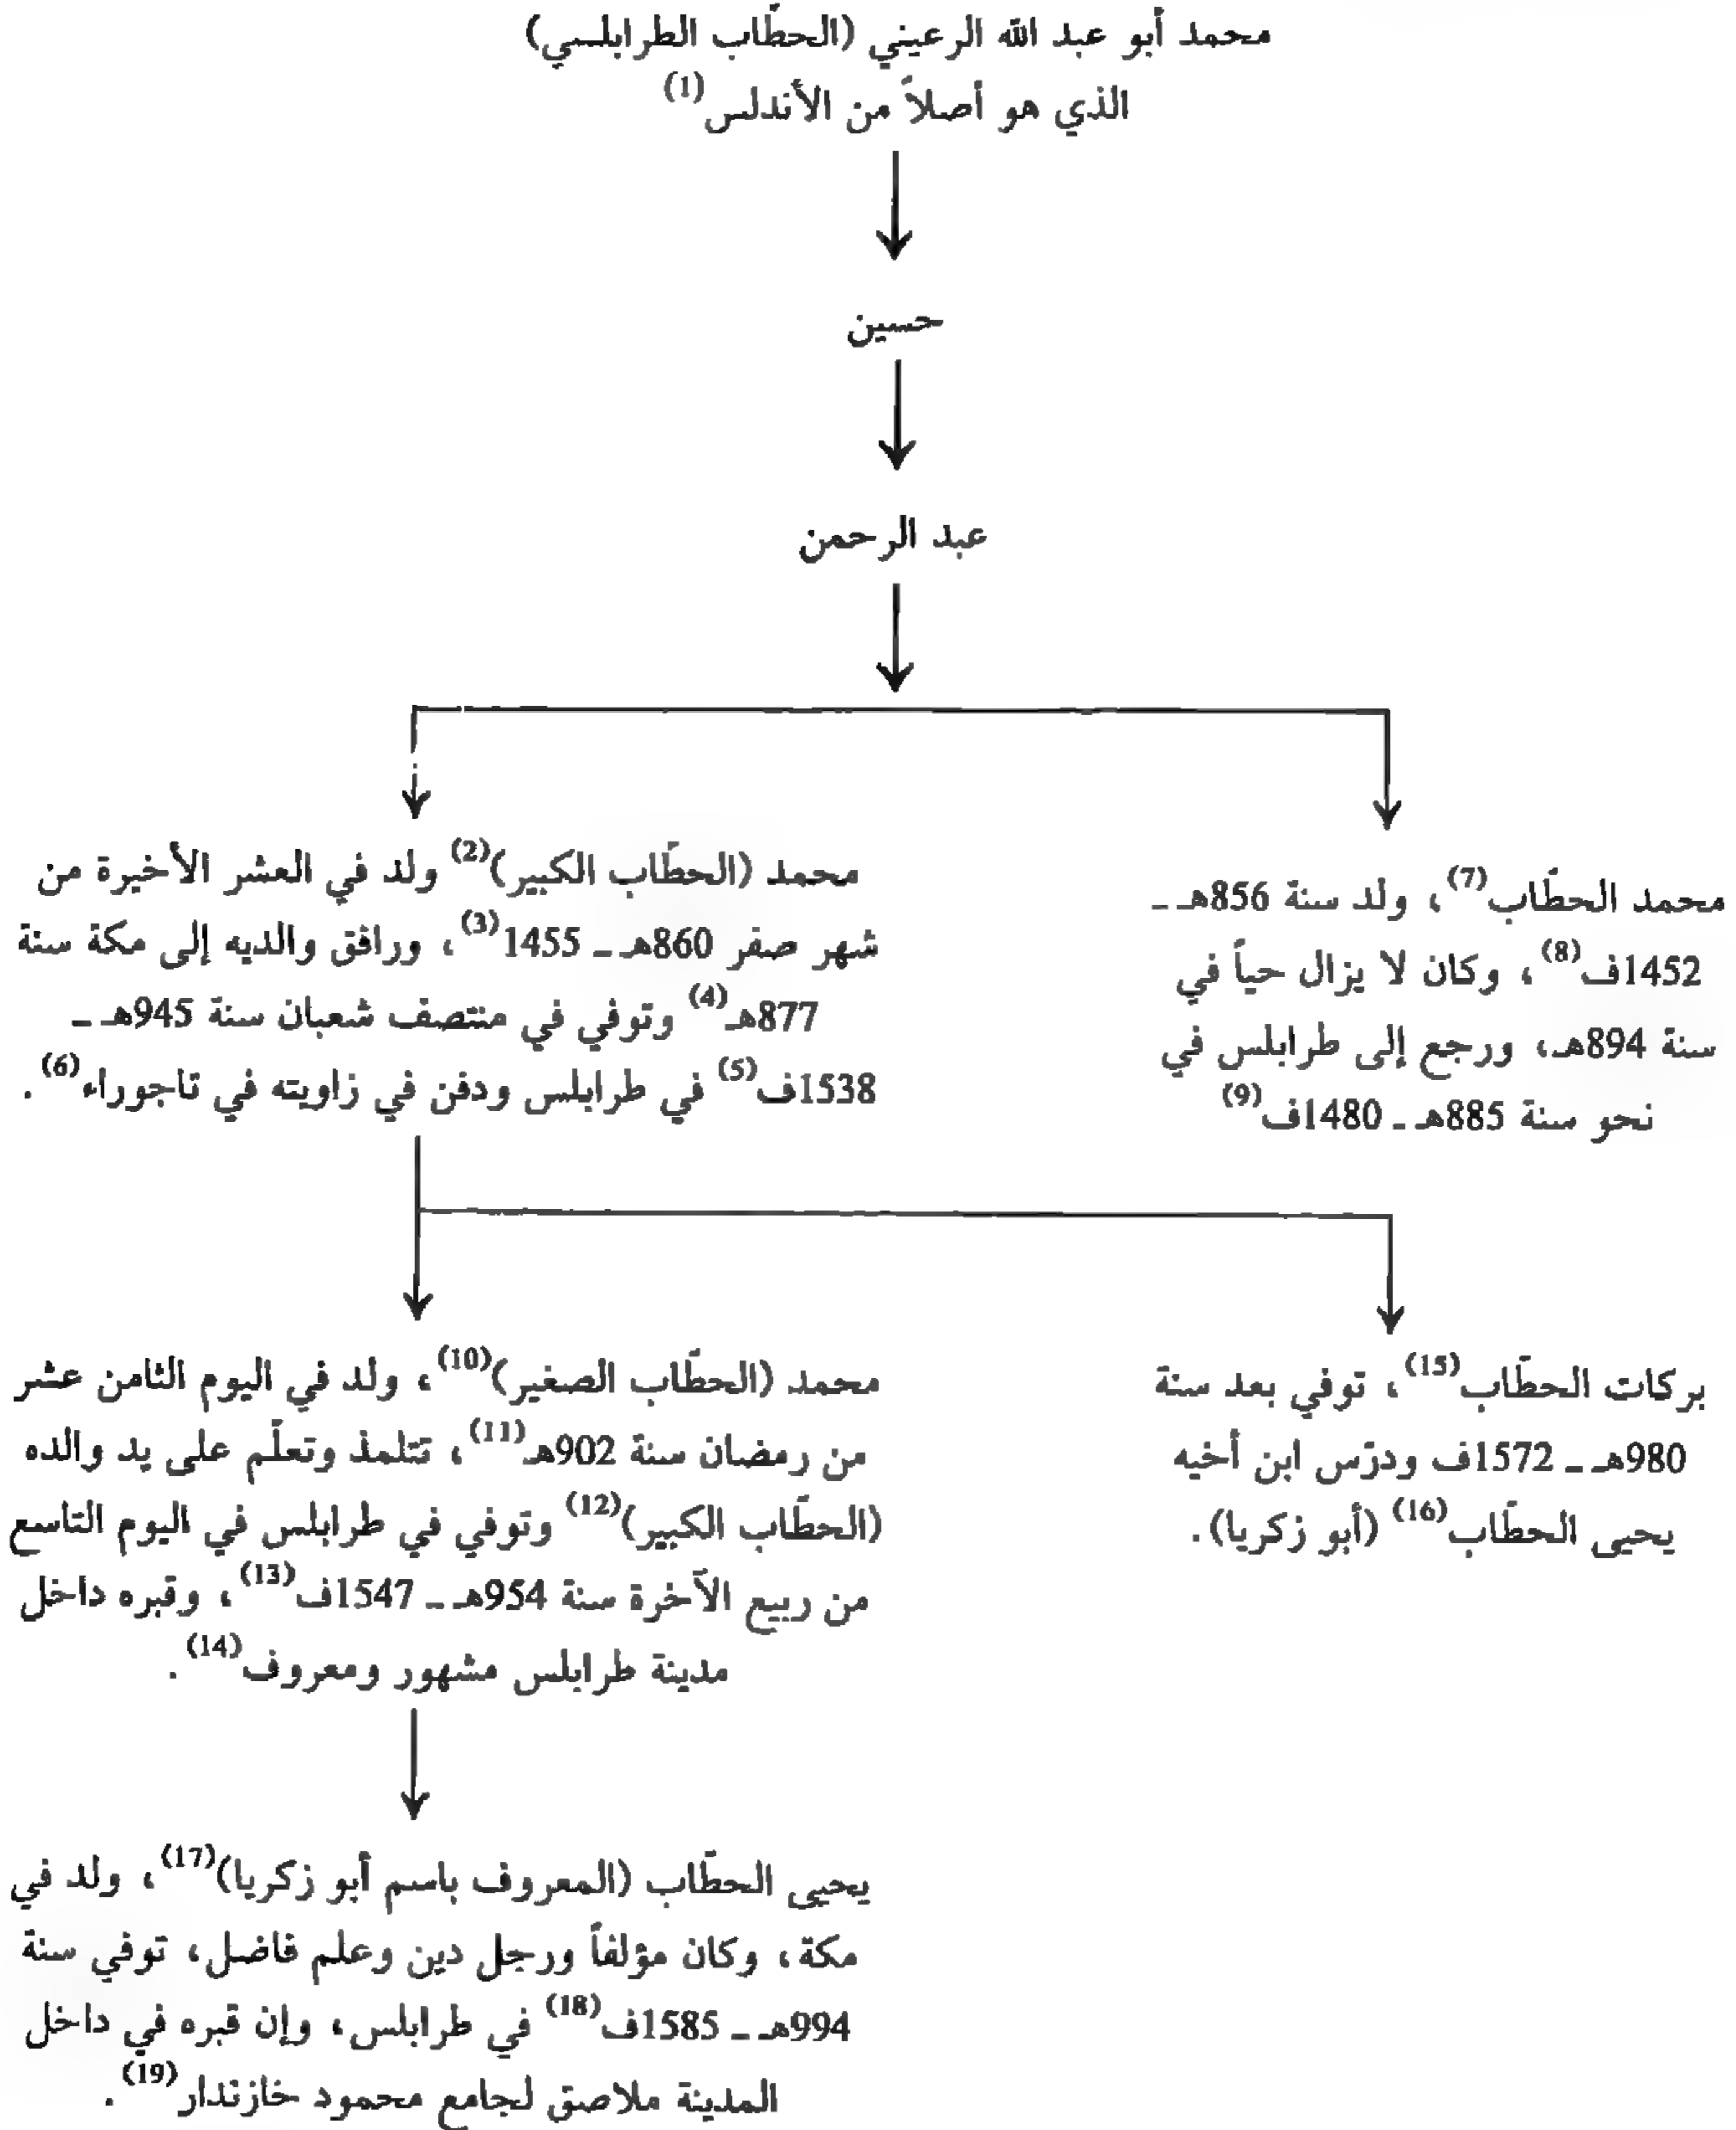 محمد أبو عبد الله الرعيني (الحطّاب الطرابلسي)
الذي هو أصلاً من الأندلس(1)
حسين
عبد الرحمن
محمد الحطّاب(7)، ولد سنة 856هـ ـ
1452ف(8)، وكان لا يزال حياً في
سنة 894هـ، ورجع إلى طرابلس في
نحو سنة 885هـ ـ 1480ف(9)
محمد (الحطّاب الكبير)(2) ولد في العشر الأخيرة من
شهر صفر 860هـ ـ 1455(3)، ورافق والديه إلى مكة سنة
877هـ(4) وتوفي في منتصف شعبان سنة 945هـ ـ
1538ف(5) في طرابلس ودفن في زاويته في تاجوراء(6).
بركات الحطّاب(15)، توفي بعد سنة
980هـ ـ 1572ف ودرّس ابن أخيه
يحيى الحطّاب(16) (أبو زكريا).
محمد (الحطّاب الصغير)(10)، ولد في اليوم الثامن عشر
من رمضان سنة 902هـ(11)، تتلمذ وتعلّم على يد والده
(الحطّاب الكبير)(12) وتوفي في طرابلس في اليوم التاسع
من ربيع الآخرة سنة 954هـ ـ 1547ف(13)، وقبره داخل
مدينة طرابلس مشهور ومعروف(14).
يحيى الحطّاب (المعروف باسم أبو زكريا)(17)، ولد في
مكة، وكان مؤلفاً ورجل دين وعلم فاضل، توفي سنة
994هـ ـ 1585ف(18) في طرابلس، وإن قبره في داخل
المدينة ملاصق لجامع محمود خازندار(19).